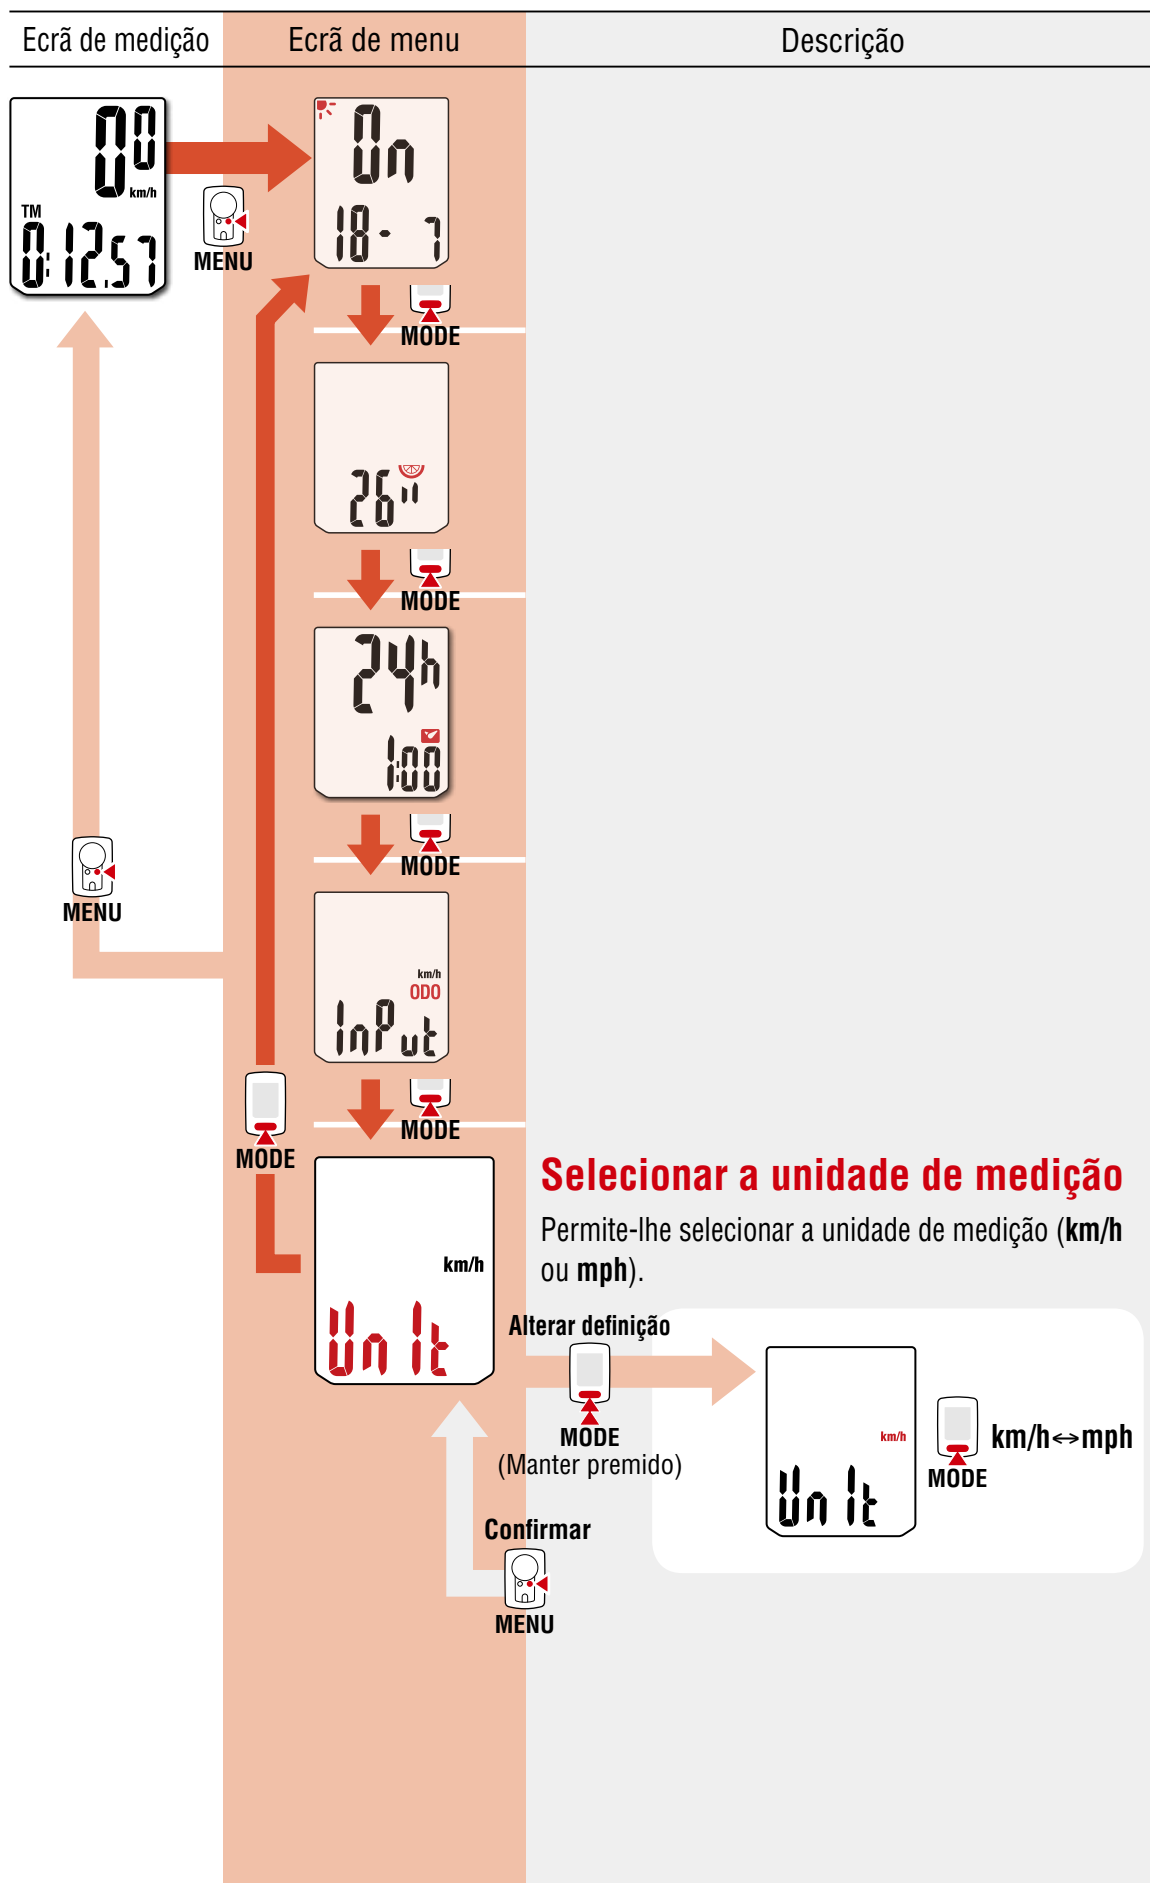 Ecrã de medição Ecrã de menu Descrição
00
km/h
TM
0:12.57
MENU
On
18- 7
MODE
26"
MODE
24h
1:00
MODE
MENU
km/h
ODO
InPut
MODE
MODE
Selecionar a unidade de medição
Permite-lhe selecionar a unidade de medição (km/h
ou mph).
km/h
UnIt
Alterar definição
MODE
(Manter premido)
km/h
UnIt
MODE
km/h↔mph
Confirmar
MENU